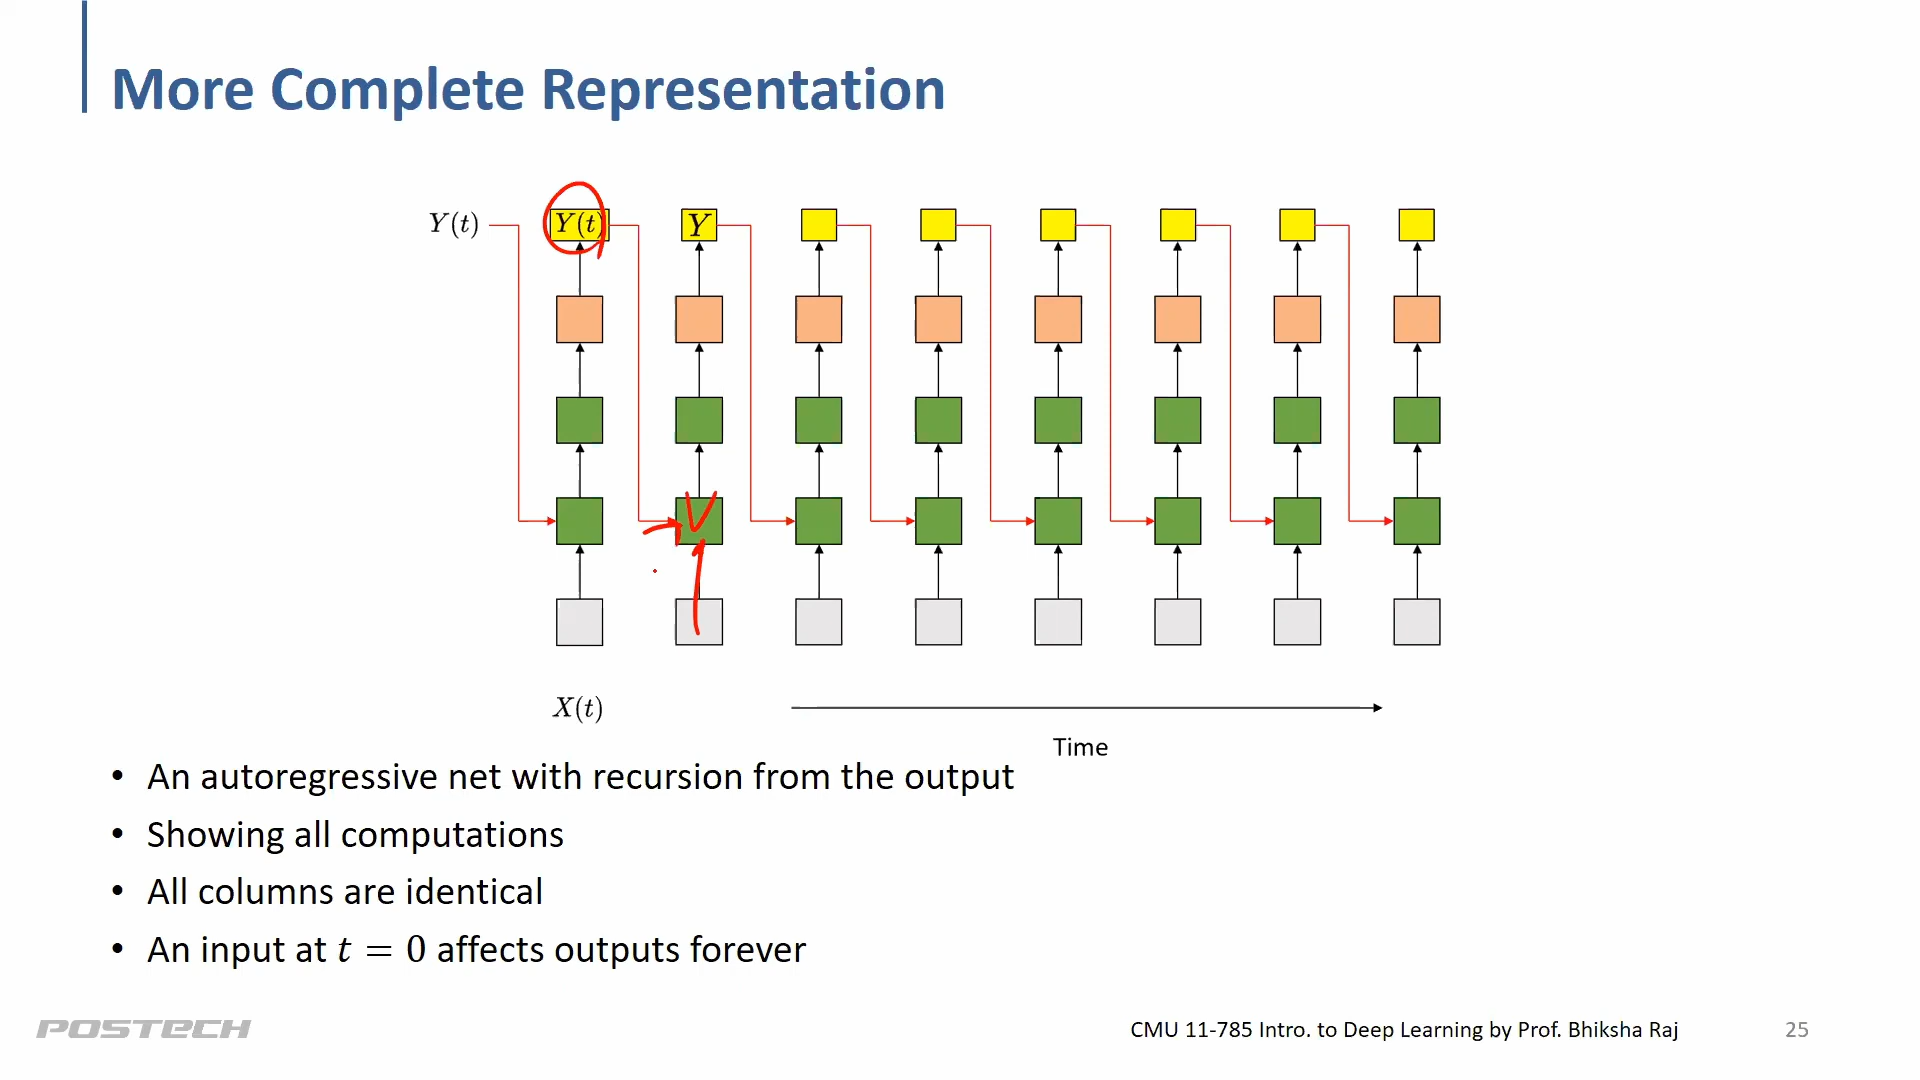 More Complete Representation
Y(t)
Y(t)
Y
X(t)
Time
• An autoregressive net with recursion from the output
• Showing all computations
• All columns are identical
• An input at t = 0 affects outputs forever
POSTECH
CMU 11-785 Intro. to Deep Learning by Prof. Bhiksha Raj
25